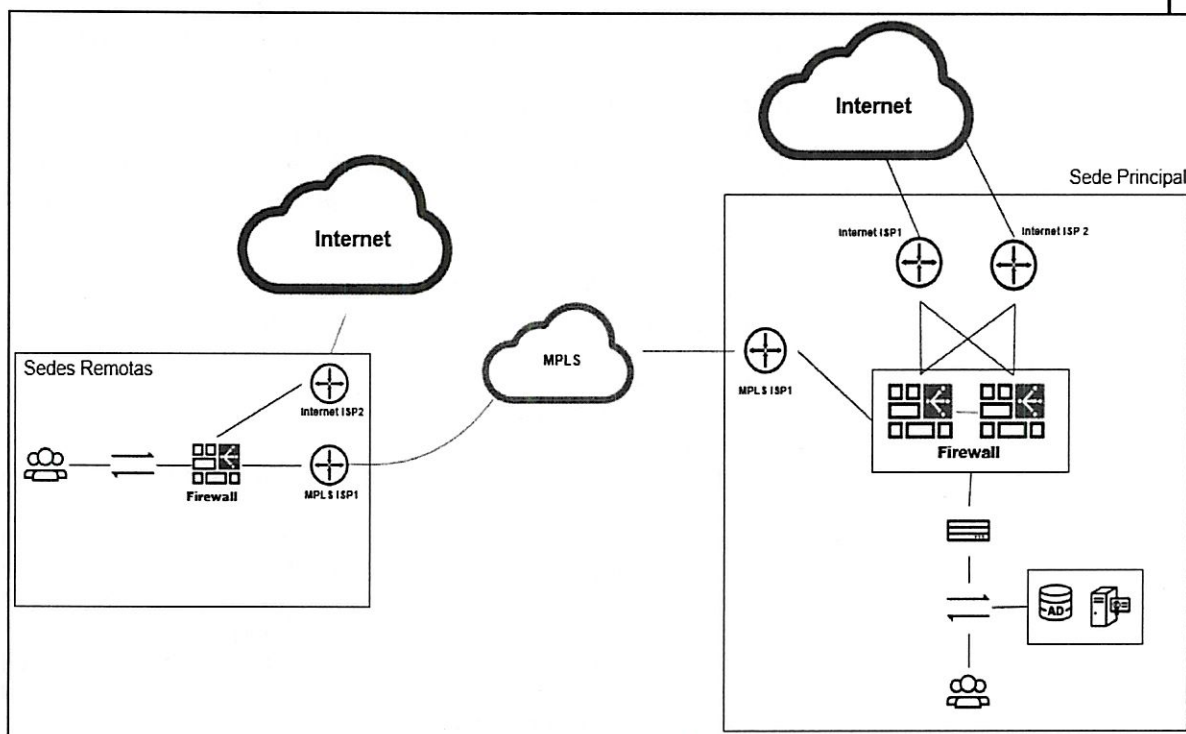 Internet
Sede Principal
Internet ISP1
Internet ISP 2
Internet
MPLS
MPLS ISP1
Sedes Remotas
Internet ISP2
Firewall
MPLS ISP1
Firewall
AD